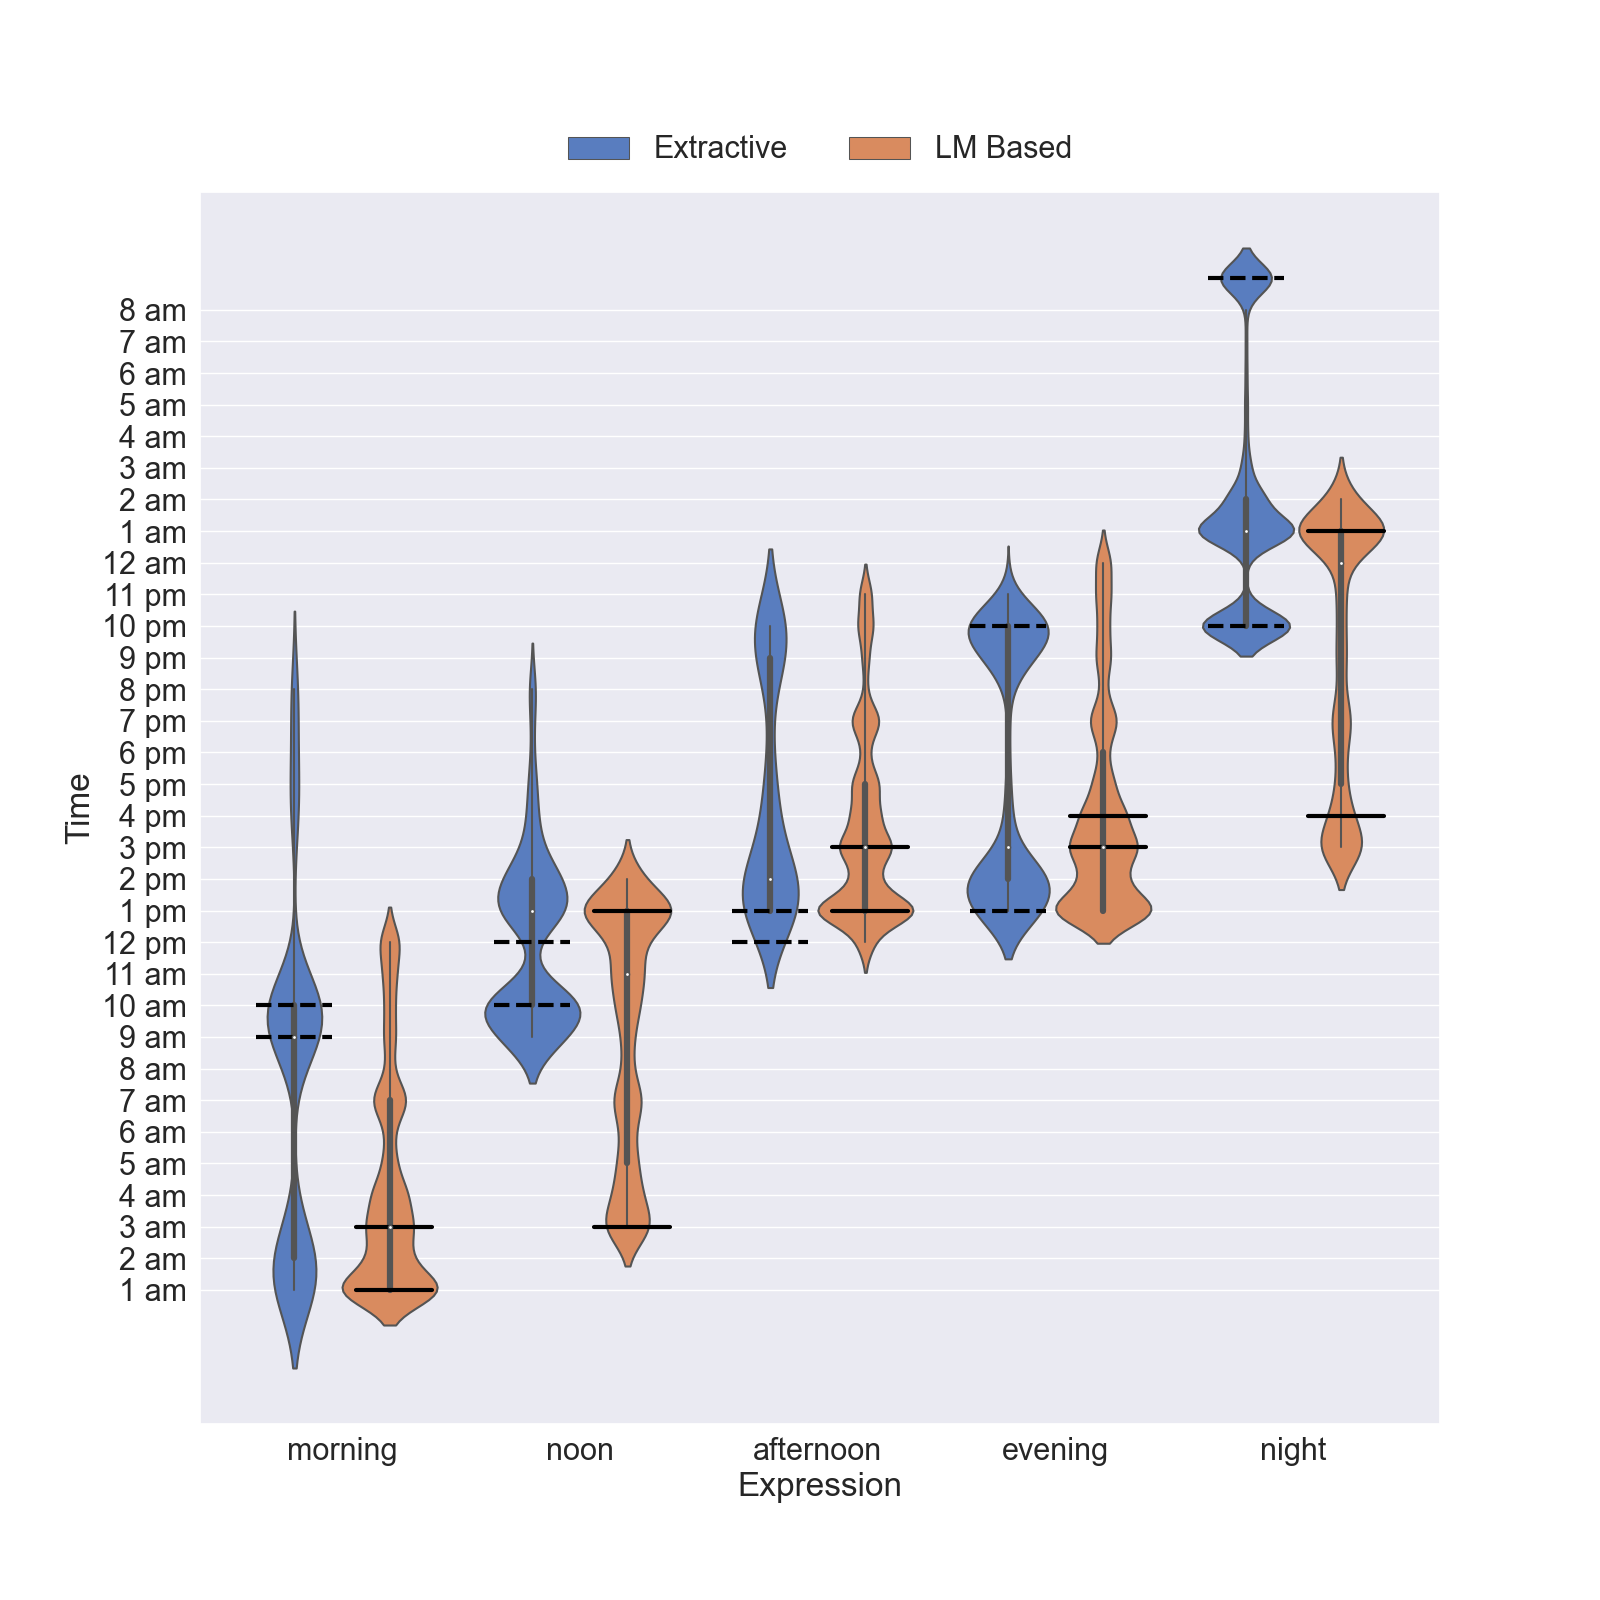 Extractive LM Based
8 am
7 am
6 am
5 am
4 am
3 am
2 am
1 am
12 am
11 pm
10 pm
9 pm
8 pm
7 pm
6 pm
5 pm
4 pm
3 pm
2 pm
1 pm
12 pm
11 am
10 am
9 am
8 am
7 am
6 am
5 am
4 am
3 am
2 am
1 am
Time
morning noon afternoon evening night
Expression